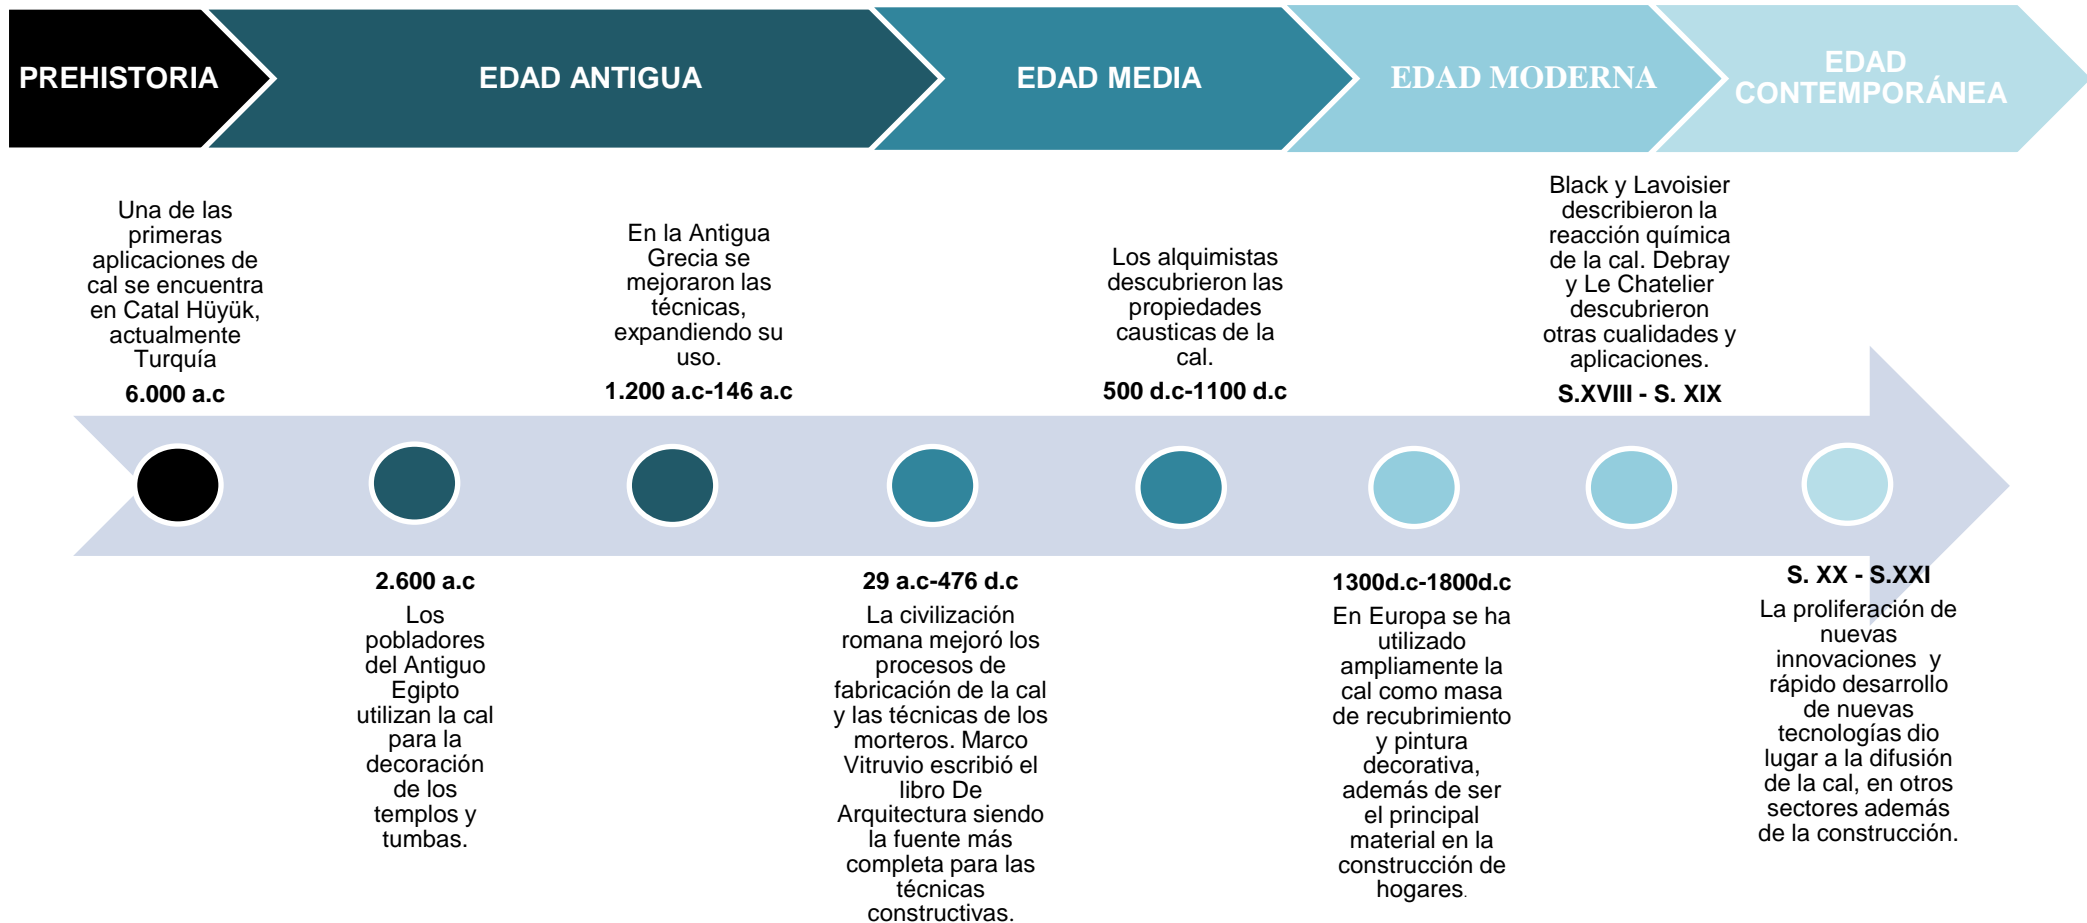 PREHISTORIA
EDAD ANTIGUA
EDAD MEDIA
EDAD MODERNA
EDAD
CONTEMPORÁNEA
Una de las
primeras
aplicaciones de
cal se encuentra
en Catal Hüyük,
actualmente
Turquía
6.000 a.c
En la Antigua
Grecia se
mejoraron las
técnicas,
expandiendo su
uso.
1.200 a.c-146 a.c
Los alquimistas
descubrieron las
propiedades
causticas de la
cal.
500 d.c-1100 d.c
Black y Lavoisier
describieron la
reacción química
de la cal. Debray
y Le Chatelier
descubrieron
otras cualidades y
aplicaciones.
S.XVIII - S. XIX
2.600 a.c
Los
pobladores
del Antiguo
Egipto
utilizan la cal
para la
decoración
de los
templos y
tumbas.
29 a.c-476 d.c
La civilización
romana mejoró los
procesos de
fabricación de la cal
y las técnicas de los
morteros. Marco
Vitruvio escribió el
libro De
Arquitectura siendo
la fuente más
completa para las
técnicas
constructivas.
1300d.c-1800d.c
En Europa se ha
utilizado
ampliamente la
cal como masa
de recubrimiento
y pintura
decorativa,
además de ser
el principal
material en la
construcción de
hogares.
S. XX - S.XXI
La proliferación de
nuevas
innovaciones y
rápido desarrollo
de nuevas
tecnologías dio
lugar a la difusión
de la cal, en otros
sectores además
de la construcción.